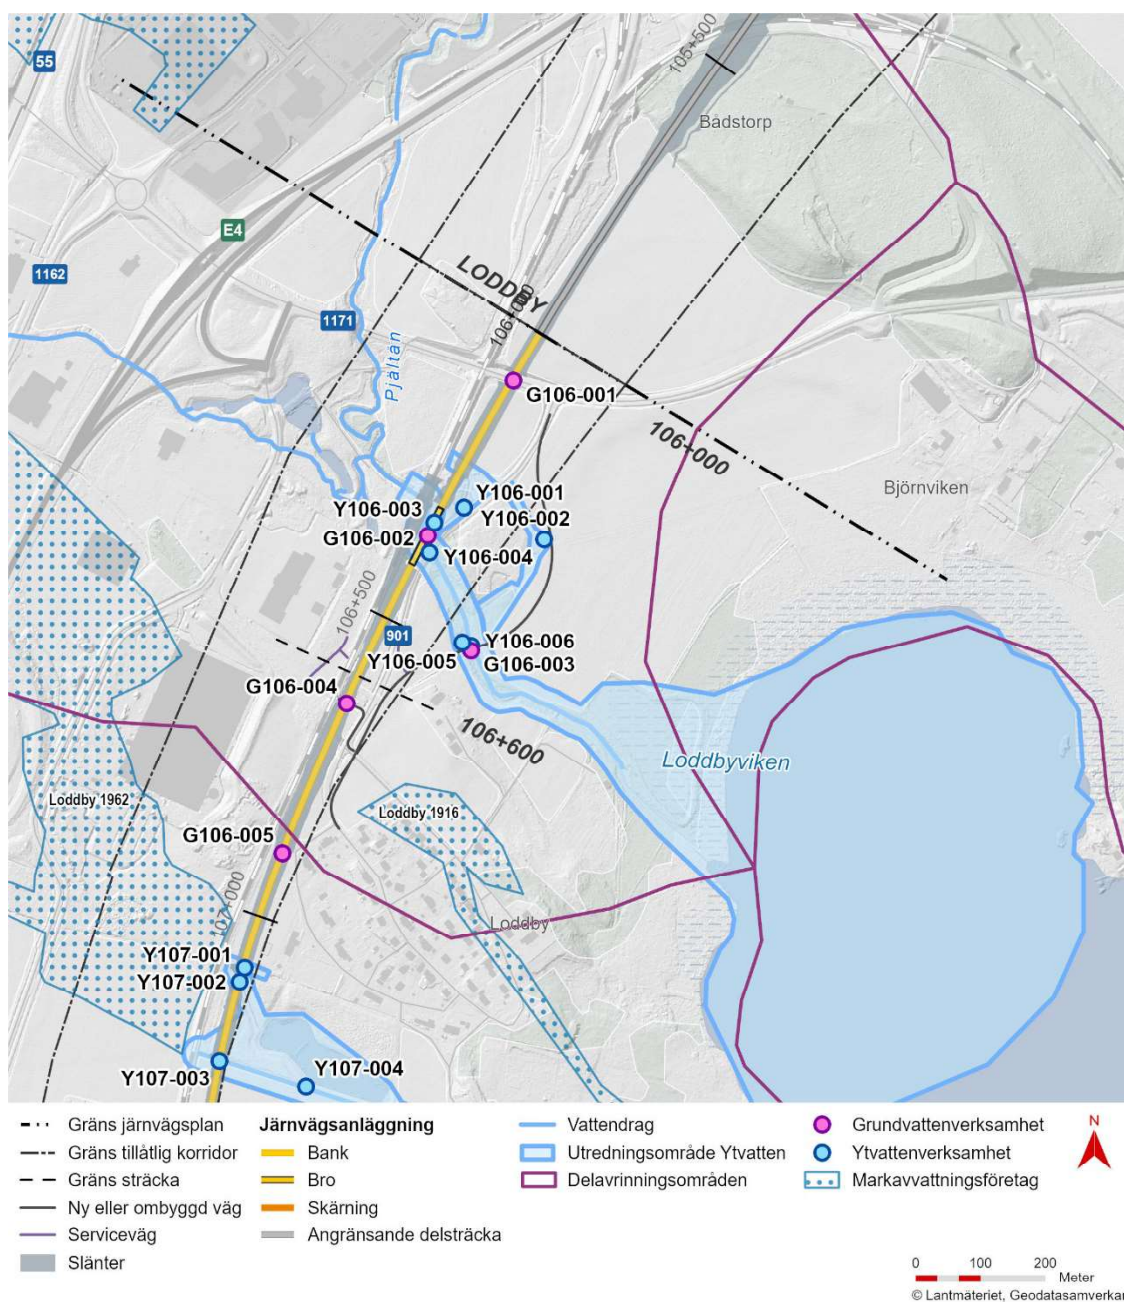 55
105+500
Bådstorp
E4
1162
LODDBY
106+000
1171
Pjältån
G106-001
106+000
Björnviken
Y106-001
Y106-003
Y106-002
G106-002
Y106-004
106+500
901
Y106-006
Y106-005
G106-003
G106-004
106+600
Loddbyviken
Loddby 1962
Loddby 1916
G106-005
107+000
Loddby
Y107-001
Y107-002
Y107-003
Y107-004
Gräns järnvägsplan
Gräns tillåtlig korridor
Gräns sträcka
Ny eller ombyggd väg
Serviceväg
Slänter
Järnvägsanläggning
Bank
Bro
Skärning
Angränsande delsträcka
Vattendrag
Utredningsområde Ytvatten
Delavrinningsområden
Grundvattenverksamhet
Ytvattenverksamhet
Markavvattningsföretag
N
0 100 200
Meter
© Lantmäteriet, Geodatasamverkan